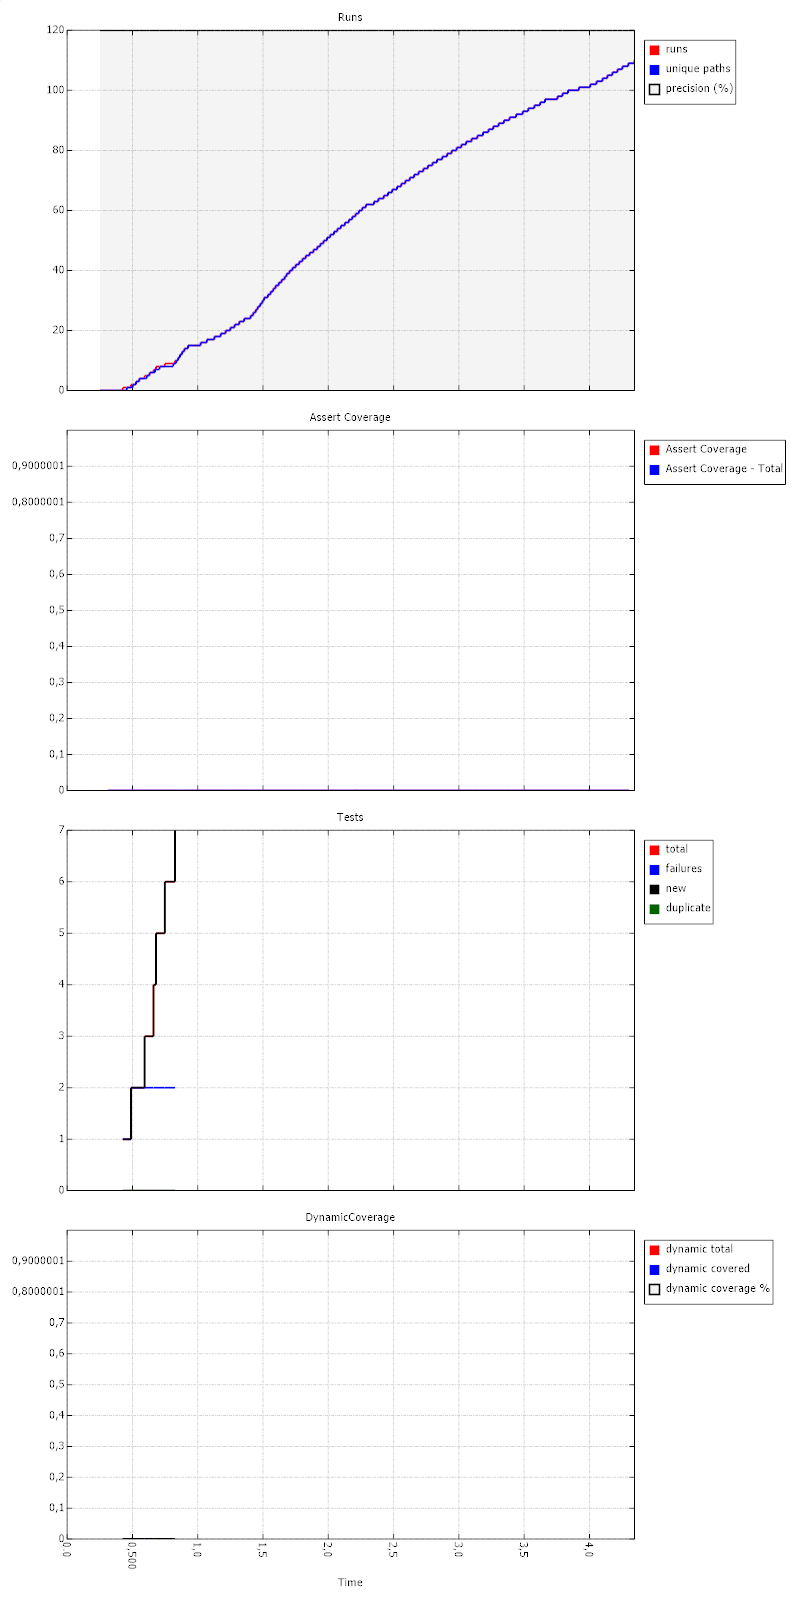 Runs
120
100
80
60
40
20
0
runs
unique paths
precision (%)
Assert Coverage
0,9000001
0,8000001
0,7
0,6
0,5
0,4
0,3
0,2
0,1
0
Assert Coverage
Assert Coverage - Total
Tests
7
6
5
4
3
2
1
0
total
failures
new
duplicate
DynamicCoverage
0,9000001
0,8000001
0,7
0,6
0,5
0,4
0,3
0,2
0,1
0
dynamic total
dynamic covered
dynamic coverage %
0,0 0,500 1,0 1,5 2,0 2,5 3,0 3,5 4,0
Time